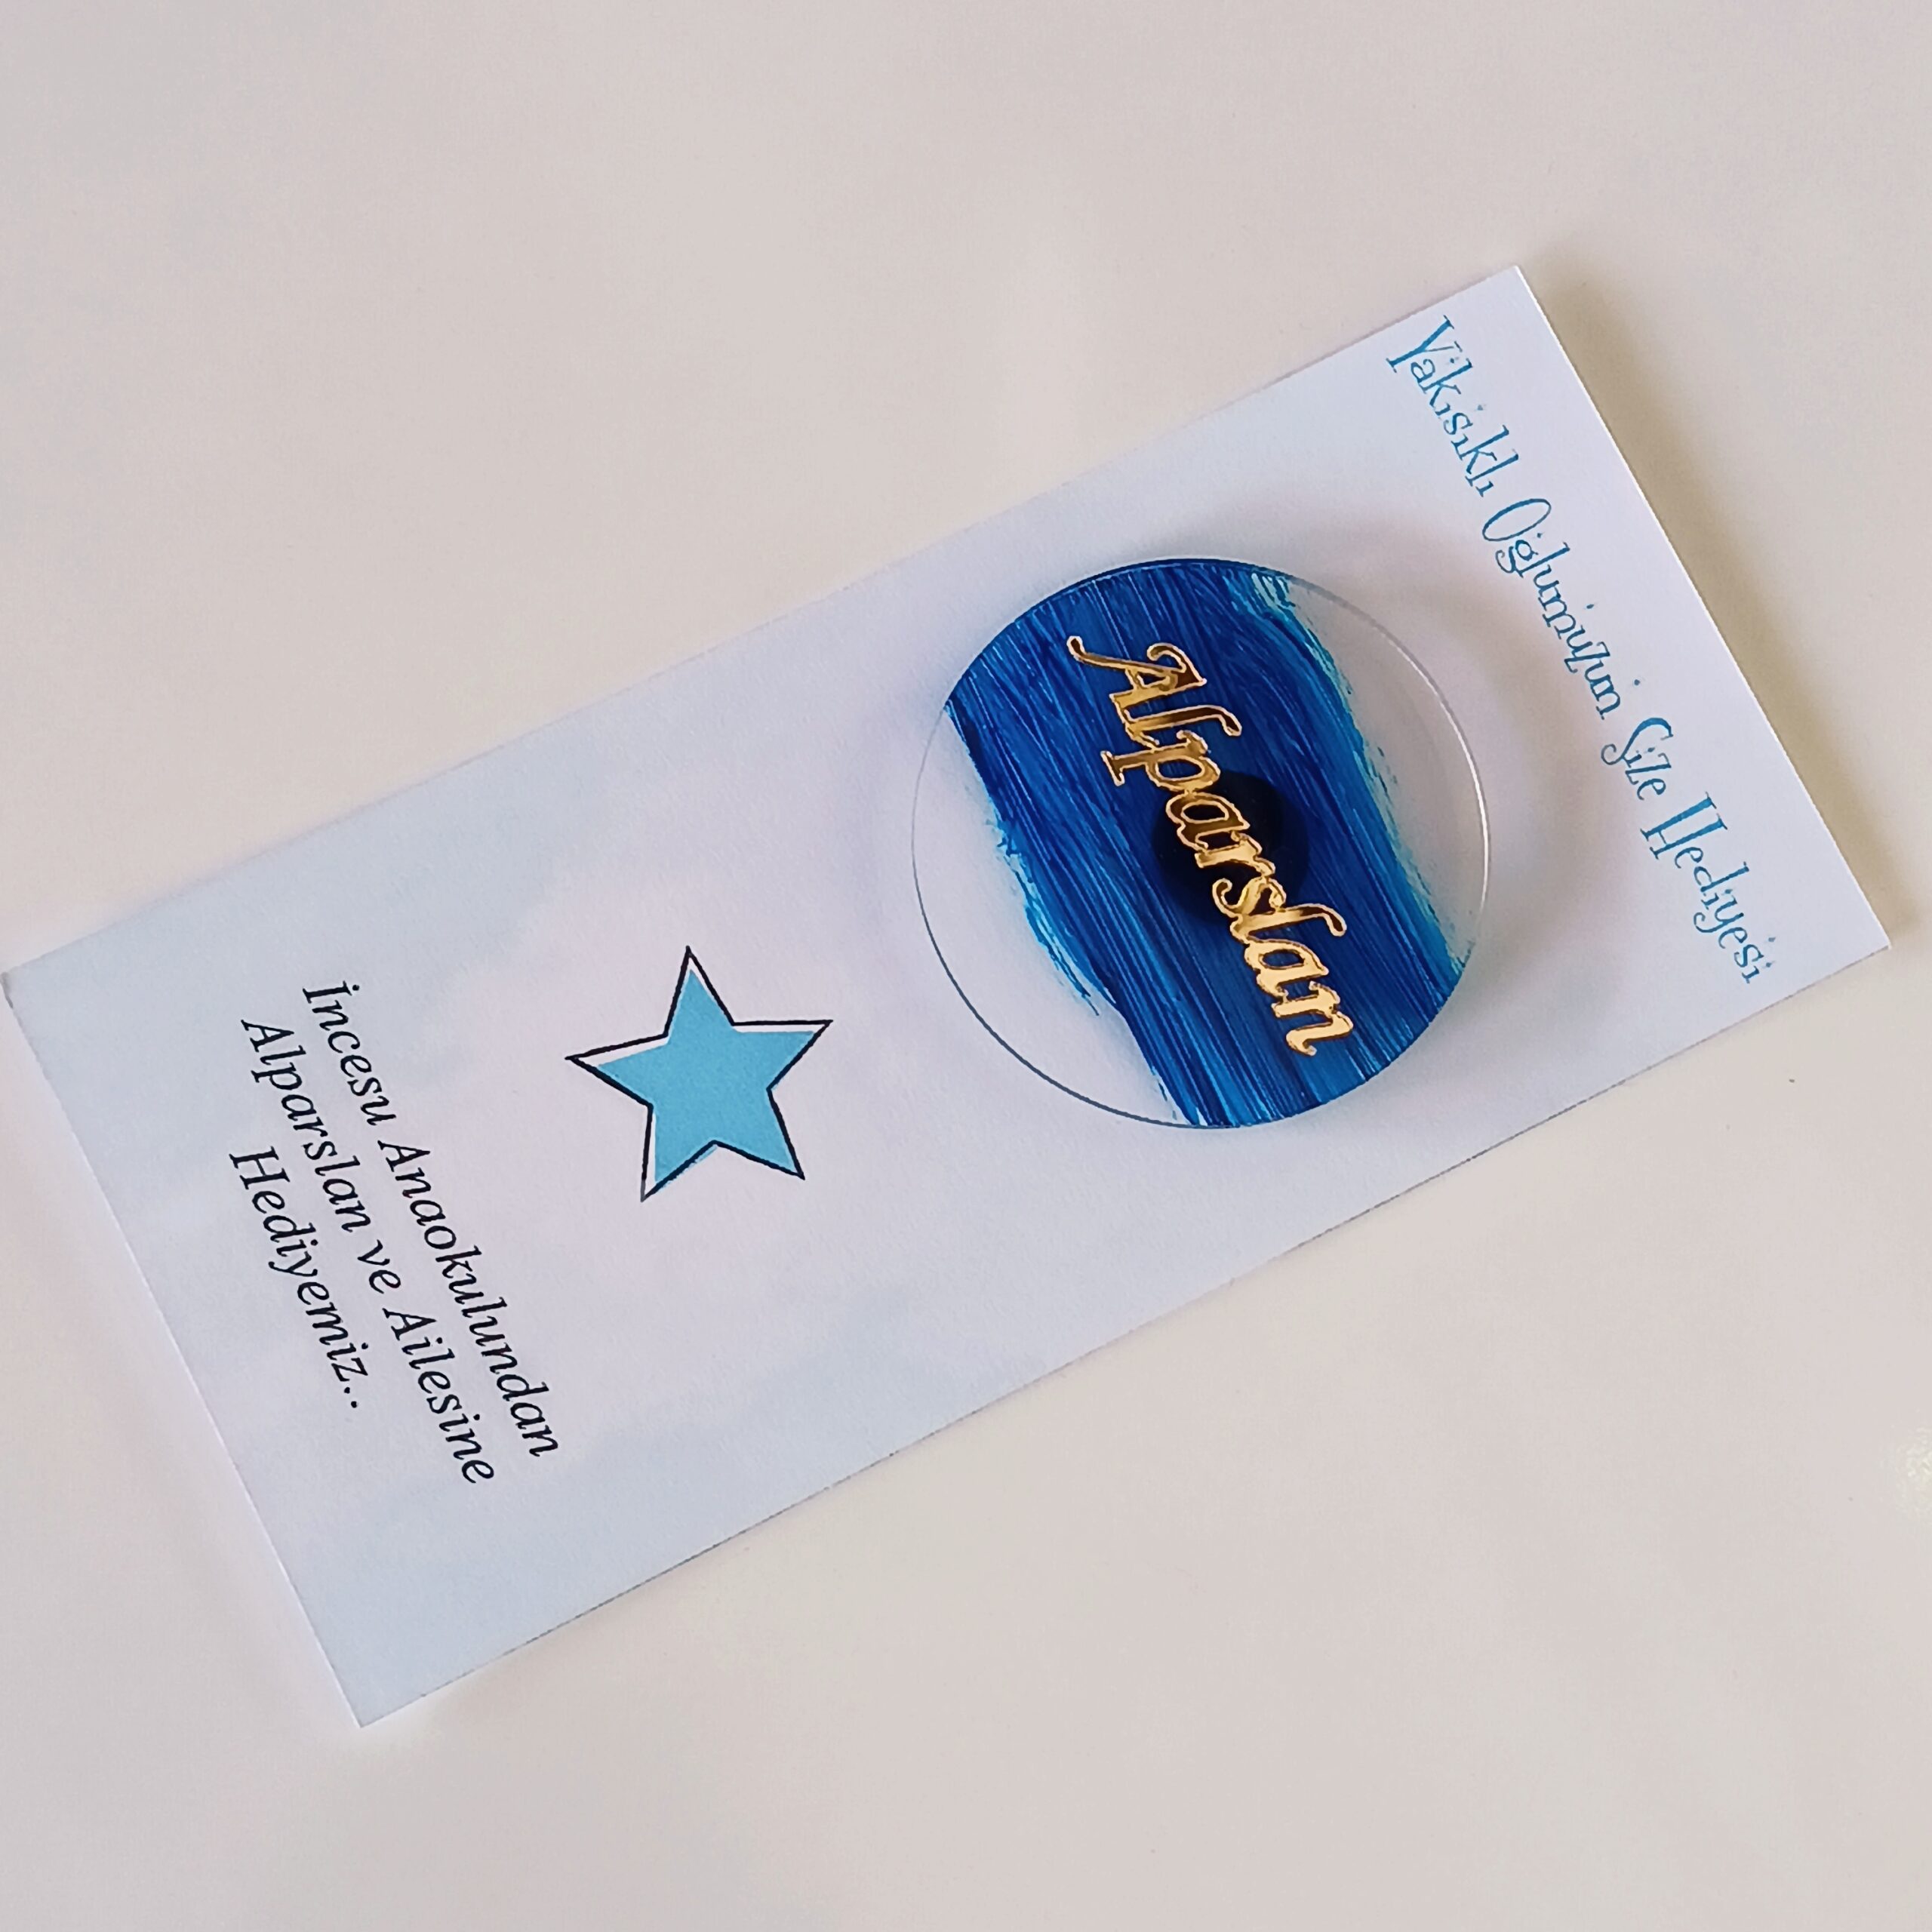 Yakışıklı Oğlumuzun Size Hediyesi
Alparslan
İncesu Anaokulundan
Alparslan ve Ailesine
Hediyemiz..